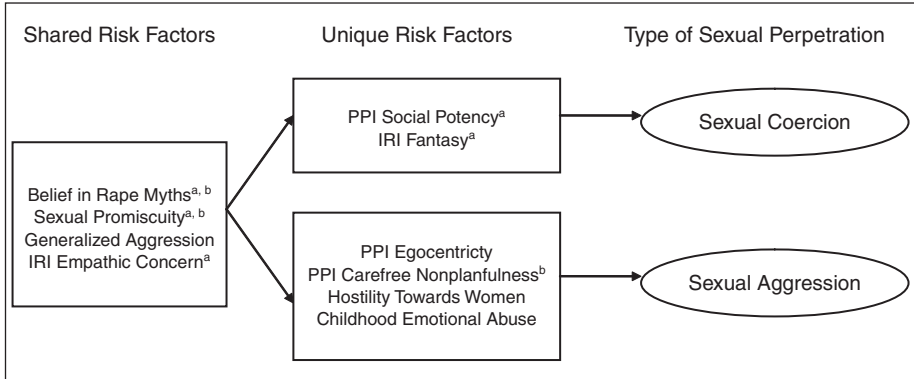 Shared Risk Factors
Unique Risk Factors
Type of Sexual Perpetration
Belief in Rape Myths^a, b
Sexual Promiscuity^a, b
Generalized Aggression
IRI Empathic Concern^a
PPI Social Potency^a
IRI Fantasy^a
PPI Egocentricty
PPI Carefree Nonplanfulness^b
Hostility Towards Women
Childhood Emotional Abuse
Sexual Coercion
Sexual Aggression